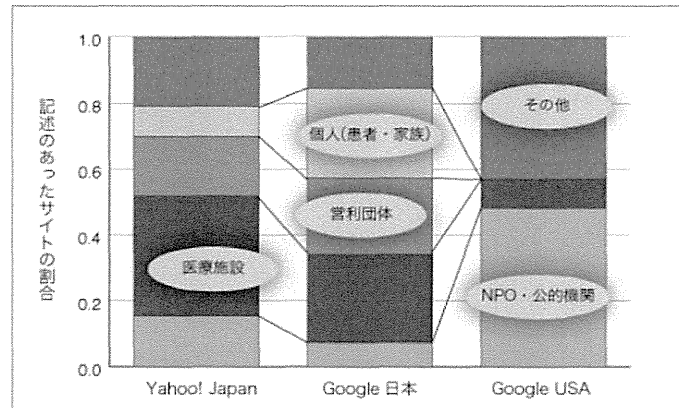 記述のあったサイトの割合
1.0
0.8
0.6
0.4
0.2
0.0
その他
個人(患者・家族)
営利団体
医療施設
NPO・公的機関
Yahoo! Japan
Google 日本
Google USA